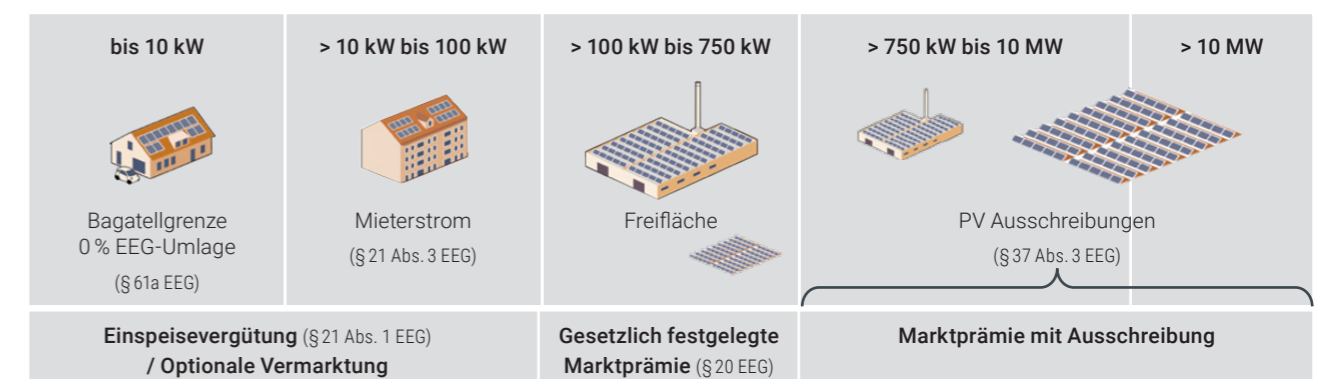 bis 10 kW
> 10 kW bis 100 kW
> 100 kW bis 750 kW
> 750 kW bis 10 MW
> 10 MW
Bagatellgrenze
0 % EEG-Umlage
(§ 61a EEG)
Mieterstrom
(§ 21 Abs. 3 EEG)
Freifläche
PV Ausschreibungen
(§ 37 Abs. 3 EEG)
Einspeisevergütung (§ 21 Abs. 1 EEG)
/ Optionale Vermarktung
Gesetzlich festgelegte
Marktprämie (§ 20 EEG)
Marktprämie mit Ausschreibung